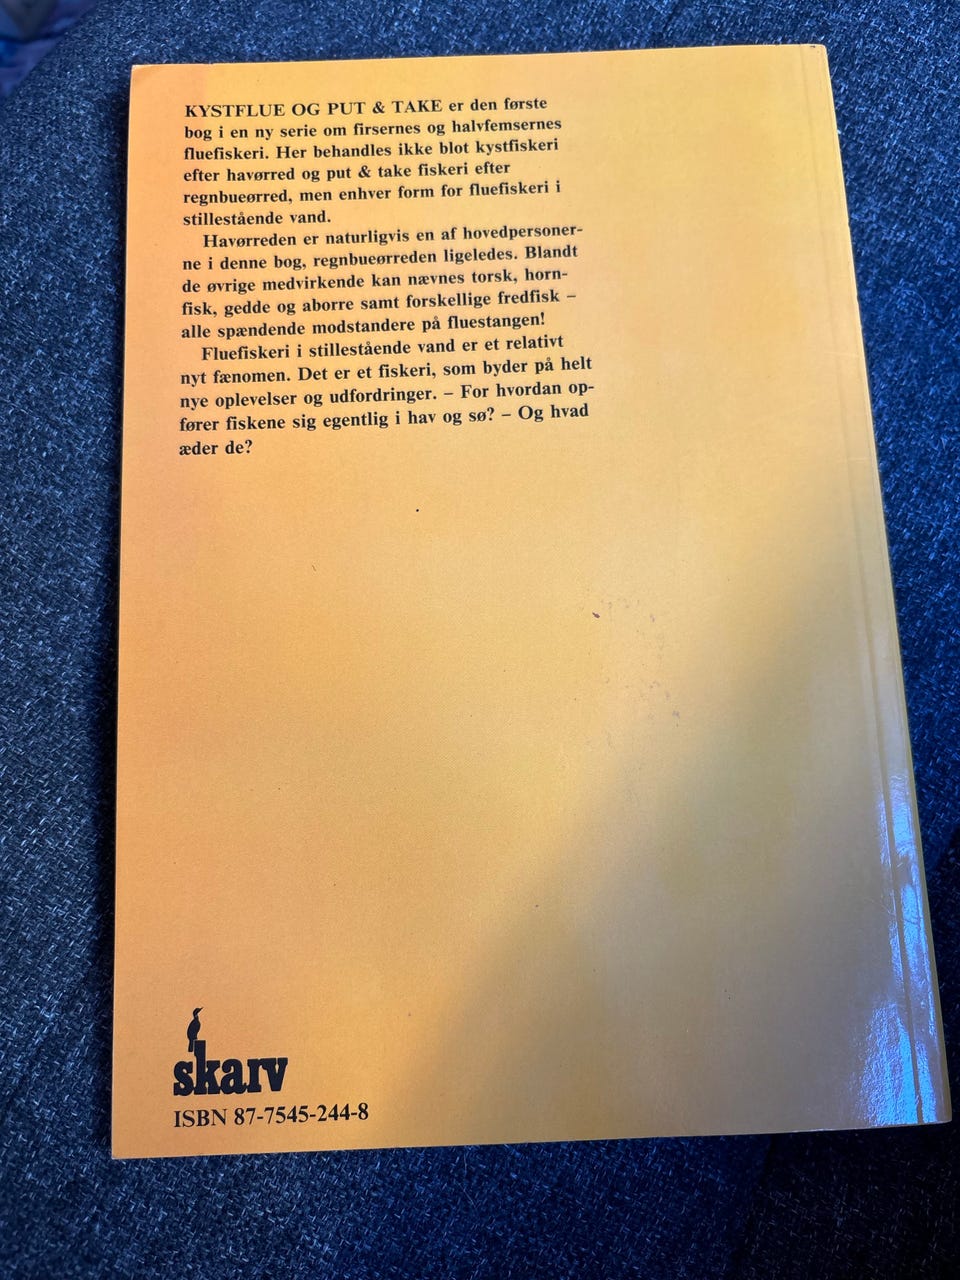 KYSTFLUE OG PUT & TAKE er den første
bog i en ny serie om firsernes og halvfemsernes
fluefiskeri. Her behandles ikke blot kystfiskeri
efter havørred og put & take fiskeri efter
regnbueørred, men enhver form for fluefiskeri i
stillestående vand.
Havørreden er naturligvis en af hovedpersoner-
ne i denne bog, regnbueørreden ligeledes. Blandt
de øvrige medvirkende kan nævnes torsk, horn-
fisk, gedde og aborre samt forskellige fredfisk –
alle spændende modstandere på fluestangen!
Fluefiskeri i stillestående vand er et relativt
nyt fænomen. Det er et fiskeri, som byder på helt
nye oplevelser og udfordringer. – For hvordan op-
fører fiskene sig egentlig i hav og sø? – Og hvad
æder de?
skarv
ISBN 87-7545-244-8